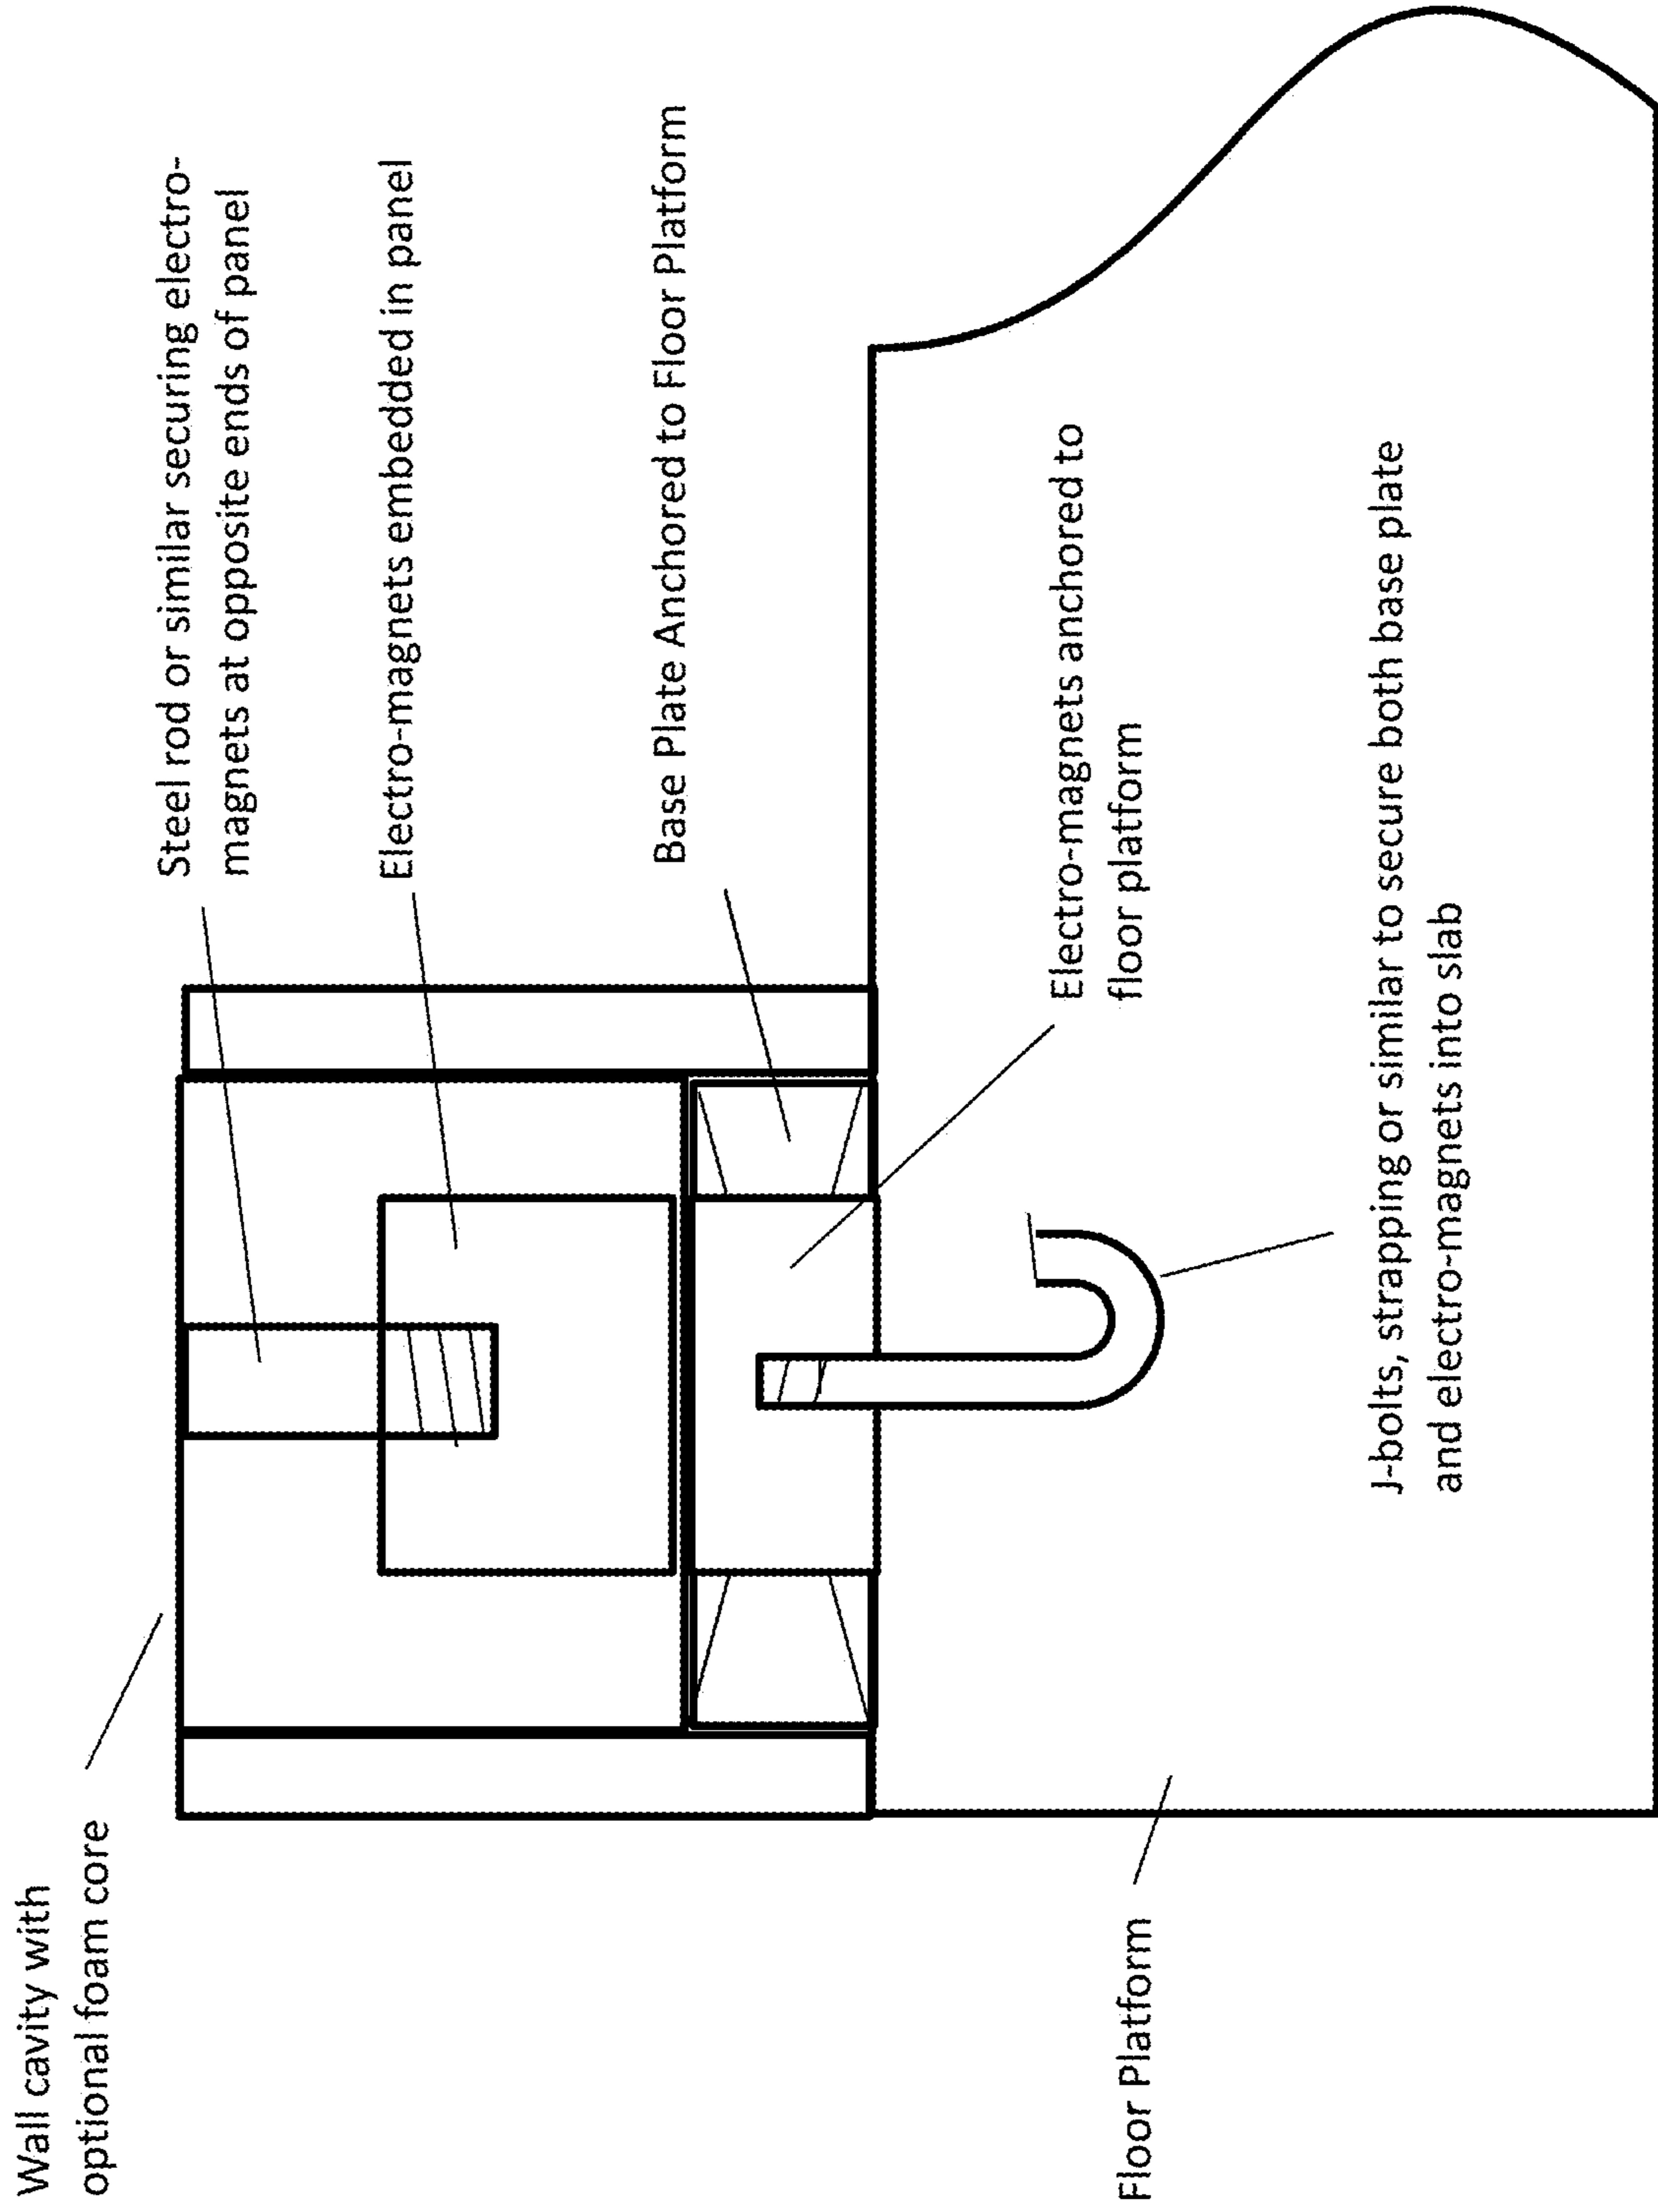 Wall cavity with
optional foam core
Steel rod or similar securing electro-
magnets at opposite ends of panel
Electro-magnets embedded in panel
Base Plate Anchored to Floor Platform
Floor Platform
Electro-magnets anchored to
floor platform
J-bolts, strapping or similar to secure both base plate
and electro-magnets into slab